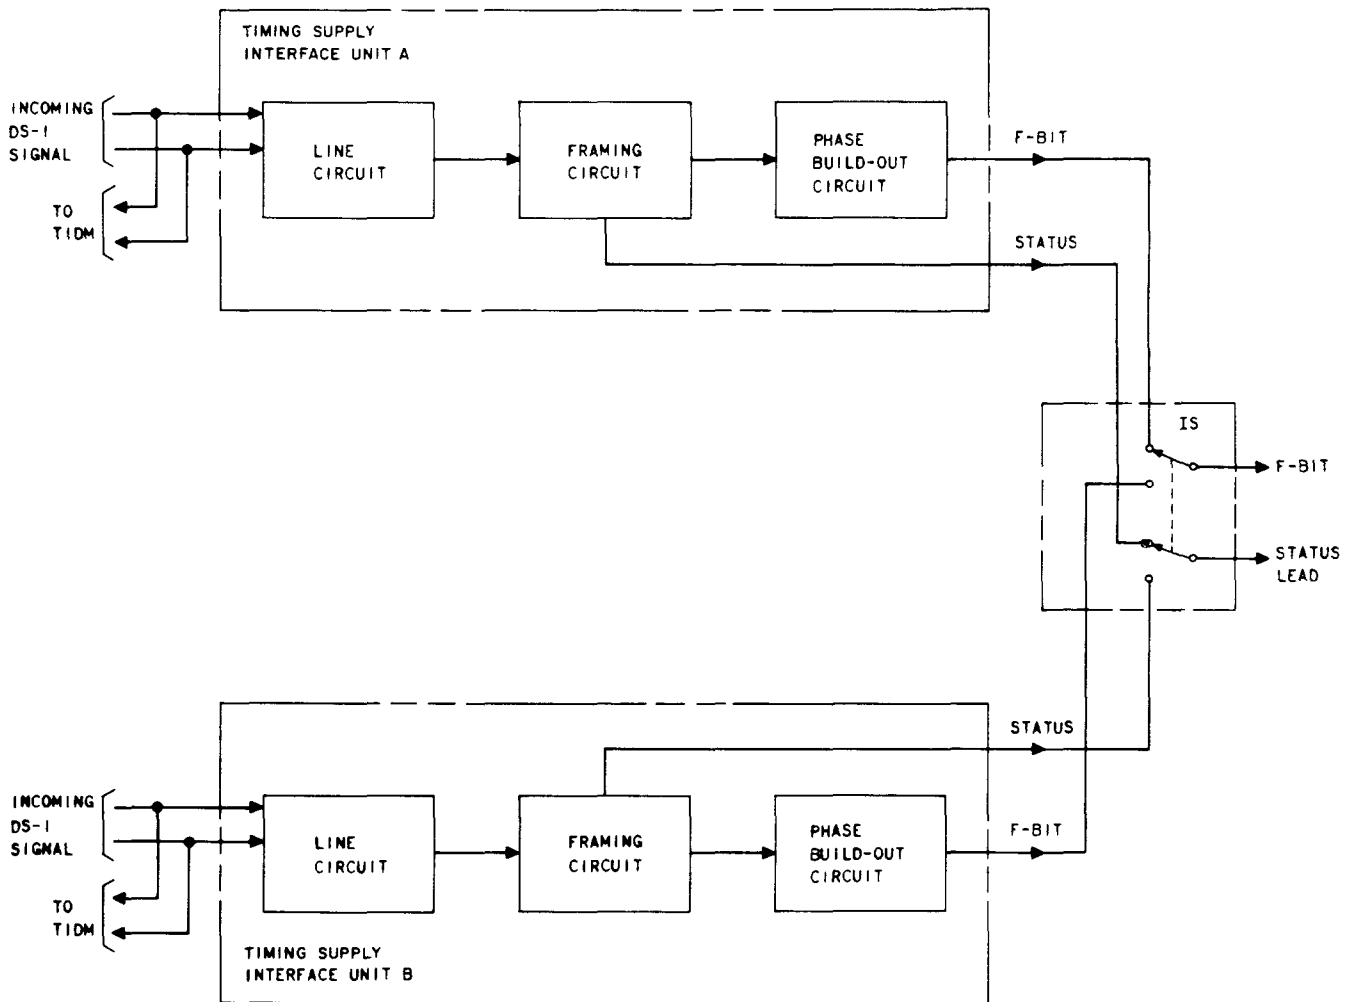 TIMING SUPPLY
INTERFACE UNIT A
INCOMING
DS-1
SIGNAL
TO
T1DM
LINE
CIRCUIT
FRAMING
CIRCUIT
PHASE
BUILD-OUT
CIRCUIT
F-BIT
STATUS
IS
F-BIT
STATUS
LEAD
STATUS
INCOMING
DS-1
SIGNAL
TO
T1DM
LINE
CIRCUIT
FRAMING
CIRCUIT
PHASE
BUILD-OUT
CIRCUIT
F-BIT
TIMING SUPPLY
INTERFACE UNIT B